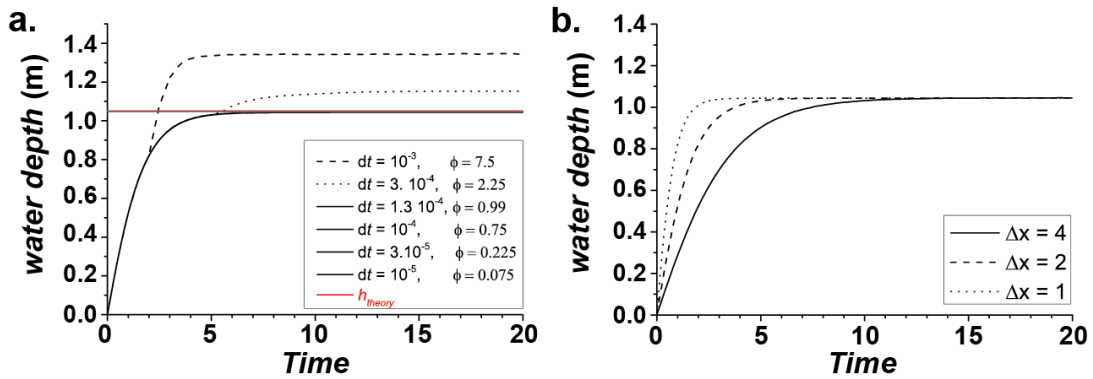 a.
water depth (m)
1.4
1.2
1.0
0.8
0.6
0.4
0.2
0.0
dt = 10-3, ϕ = 7.5
dt = 3. 10-4, ϕ = 2.25
dt = 1.3 10-4, ϕ = 0.99
dt = 10-4, ϕ = 0.75
dt = 3.10-5, ϕ = 0.225
dt = 10-5, ϕ = 0.075
htheory
0 5 10 15 20
Time
b.
water depth (m)
1.4
1.2
1.0
0.8
0.6
0.4
0.2
0.0
Δx = 4
Δx = 2
Δx = 1
0 5 10 15 20
Time